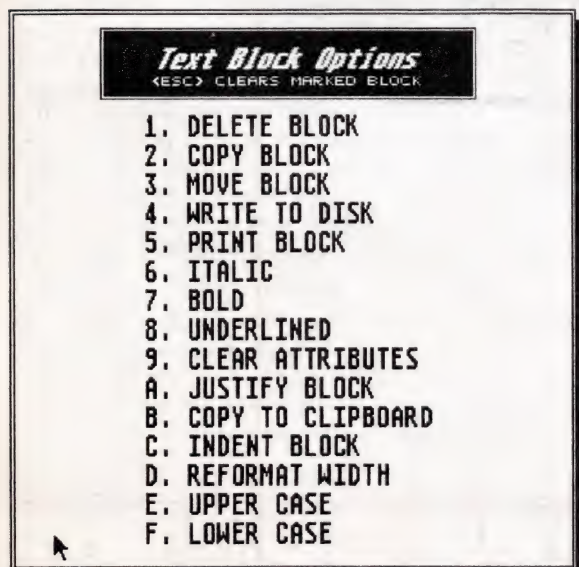 Text Block Options
<ESC> CLEARS MARKED BLOCK
1. DELETE BLOCK
2. COPY BLOCK
3. MOVE BLOCK
4. WRITE TO DISK
5. PRINT BLOCK
6. ITALIC
7. BOLD
8. UNDERLINED
9. CLEAR ATTRIBUTES
A. JUSTIFY BLOCK
B. COPY TO CLIPBOARD
C. INDENT BLOCK
D. REFORMAT WIDTH
E. UPPER CASE
F. LOWER CASE